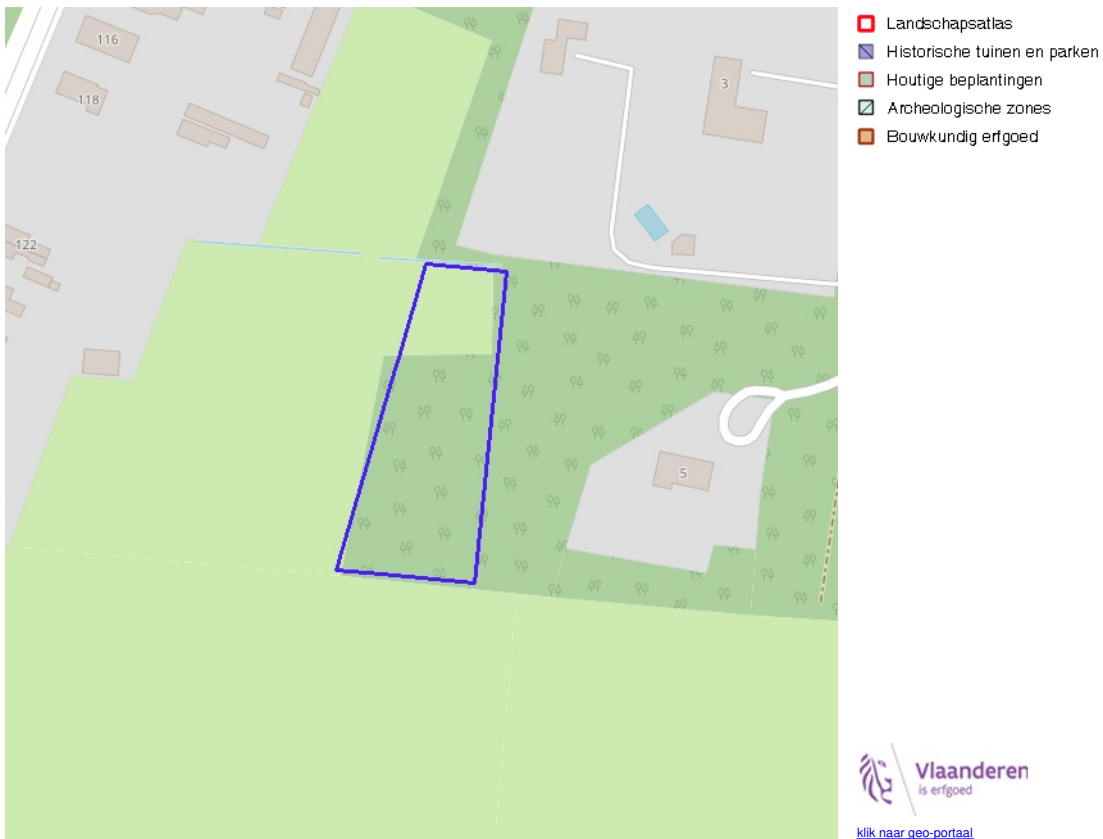 116
118
3
122
5
Landschapsatlas
Historische tuinen en parken
Houtige beplantingen
Archeologische zones
Bouwkundig erfgoed
Vlaanderen
is erfgoed
klik naar geo-portaal